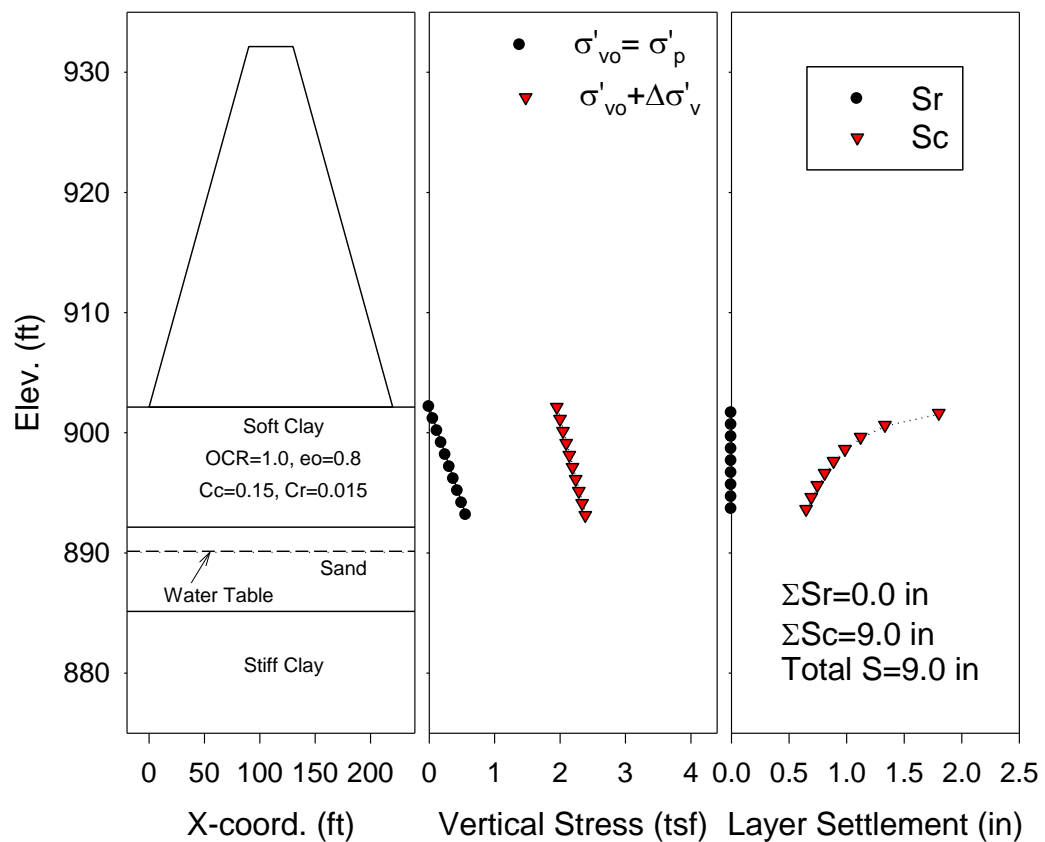 Elev. (ft)
930
920
910
900
890
880
Soft Clay
OCR=1.0, eo=0.8
Cc=0.15, Cr=0.015
Sand
Water Table
Stiff Clay
0 50 100 150 200
X-coord. (ft)
σ'vo= σ'p
σ'vo+Δσ'v
0 1 2 3 4
Vertical Stress (tsf)
Sr
Sc
ΣSr=0.0 in
ΣSc=9.0 in
Total S=9.0 in
0.0 0.5 1.0 1.5 2.0 2.5
Layer Settlement (in)